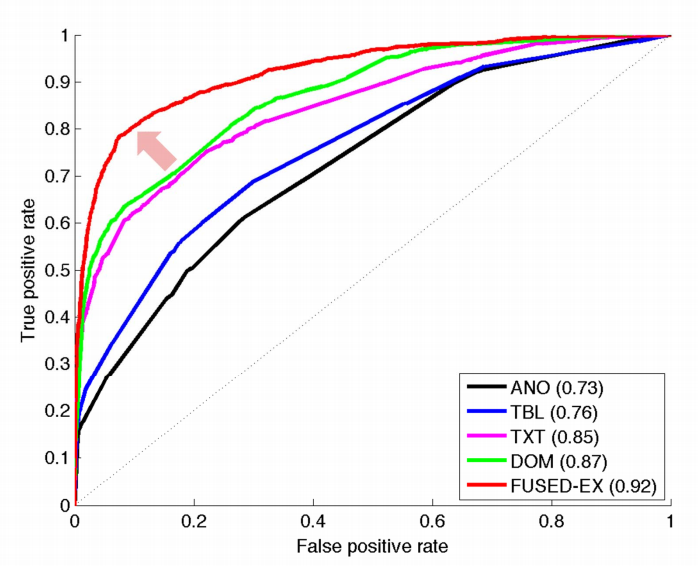 1
0.9
0.8
0.7
0.6
0.5
0.4
0.3
0.2
0.1
0
True positive rate
ANO (0.73)
TBL (0.76)
TXT (0.85)
DOM (0.87)
FUSED-EX (0.92)
0 0.2 0.4 0.6 0.8 1
False positive rate